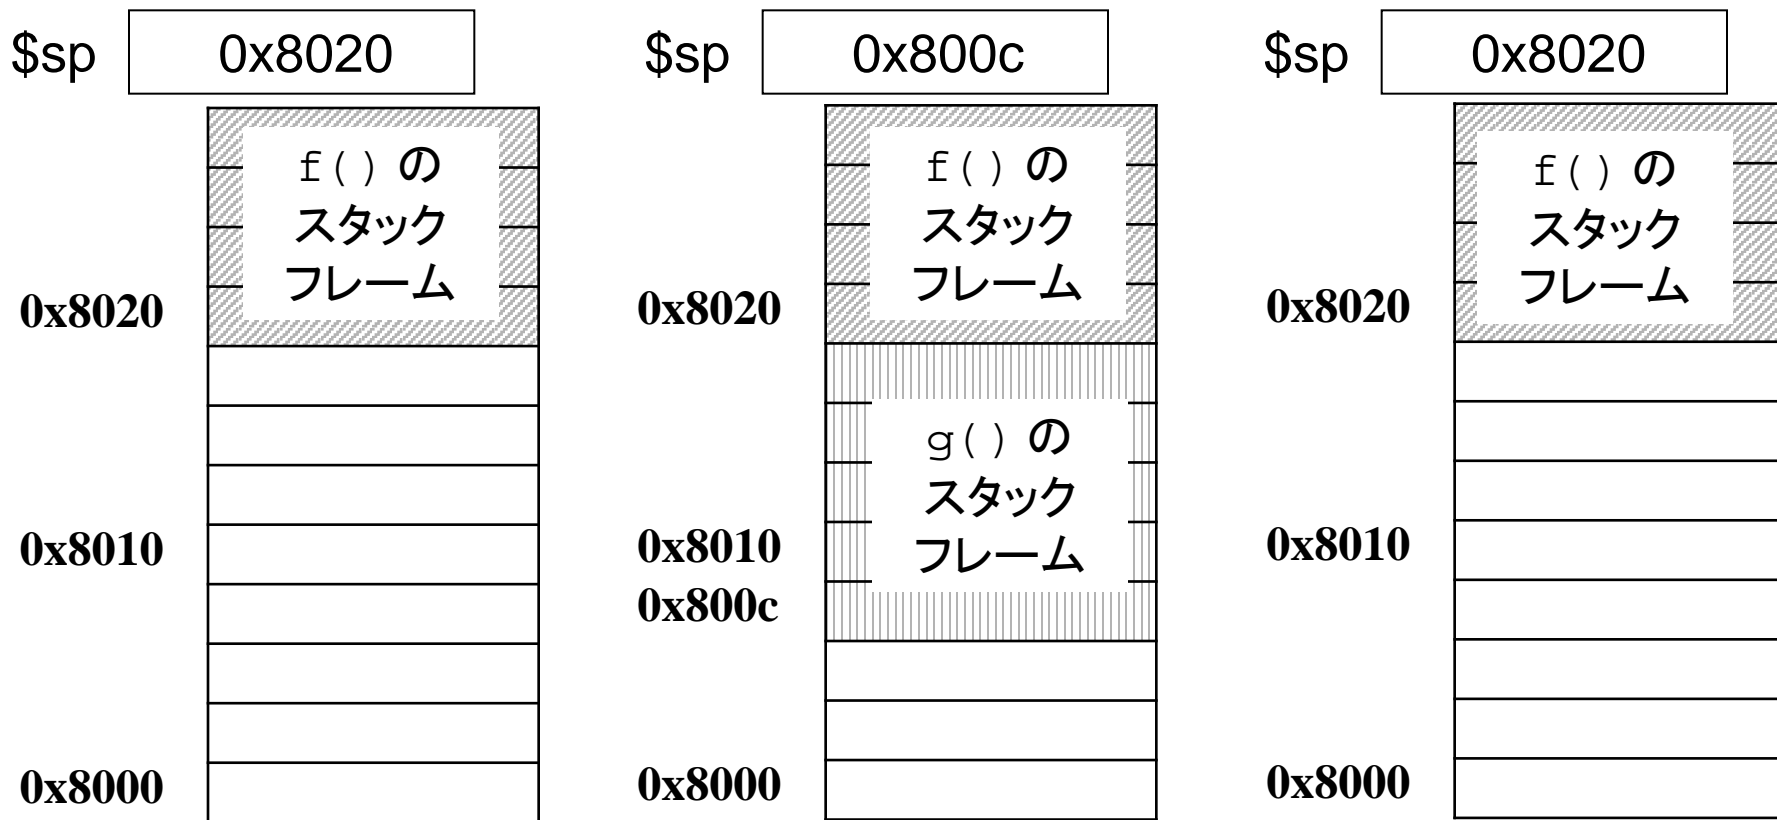 $sp 0x8020
f() の
スタック
フレーム
0x8020
0x8010
0x8000
$sp 0x800c
f() の
スタック
フレーム
0x8020
g() の
スタック
フレーム
0x8010
0x800c
0x8000
$sp 0x8020
f() の
スタック
フレーム
0x8020
0x8010
0x8000